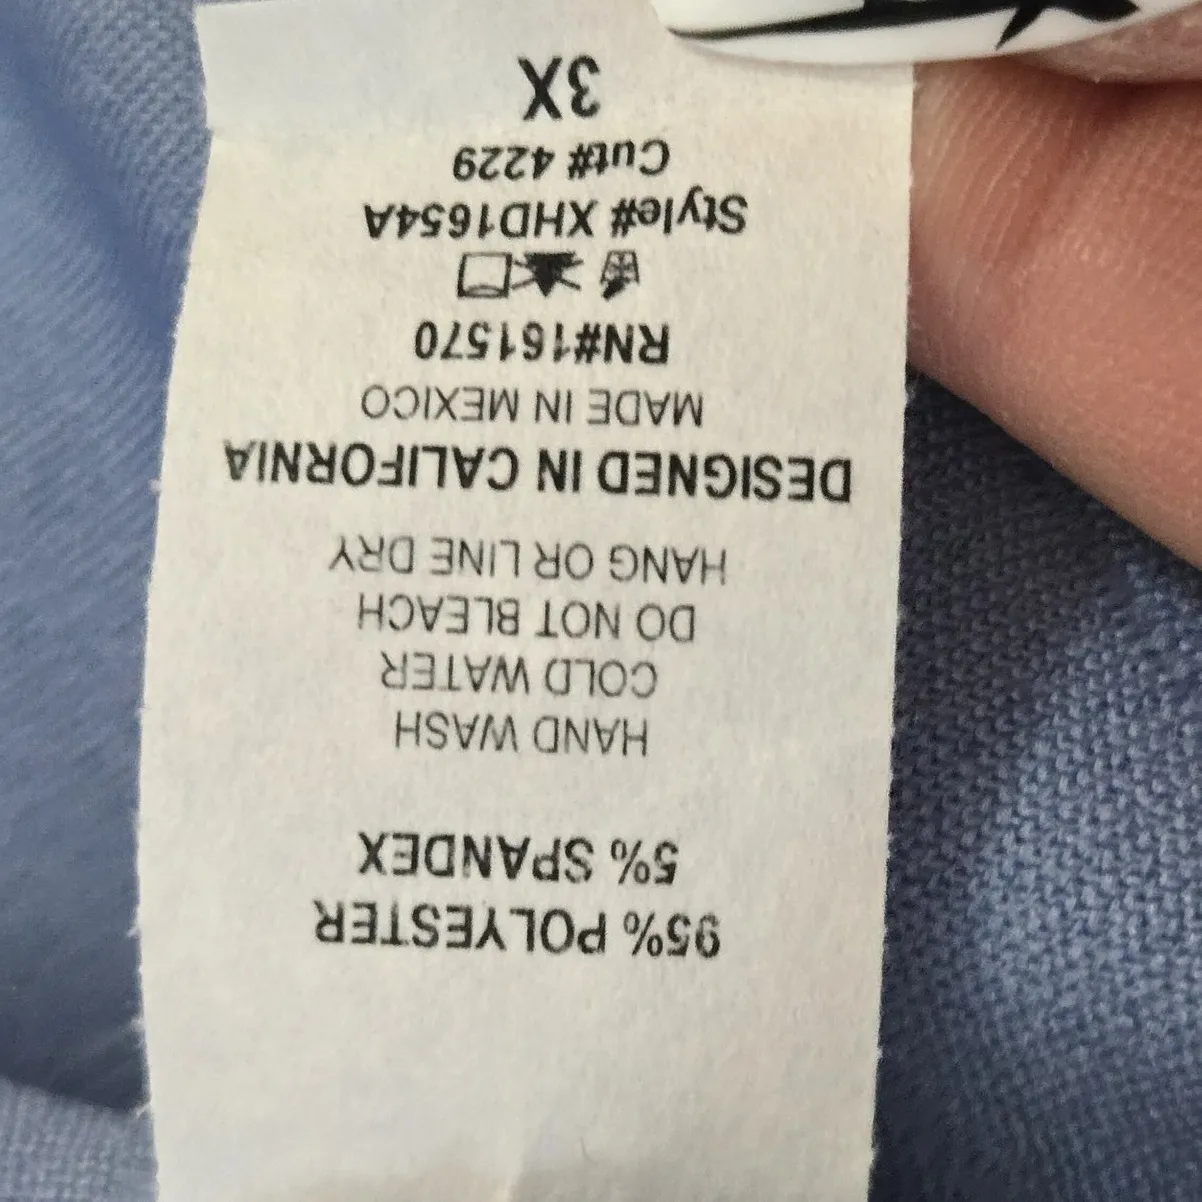 95% POLYESTER
5% SPANDEX
HAND WASH
COLD WATER
DO NOT BLEACH
HANG OR LINE DRY
DESIGNED IN CALIFORNIA
MADE IN MEXICO
RN#161570
Style# XHD1654A
Cut# 4229
3X